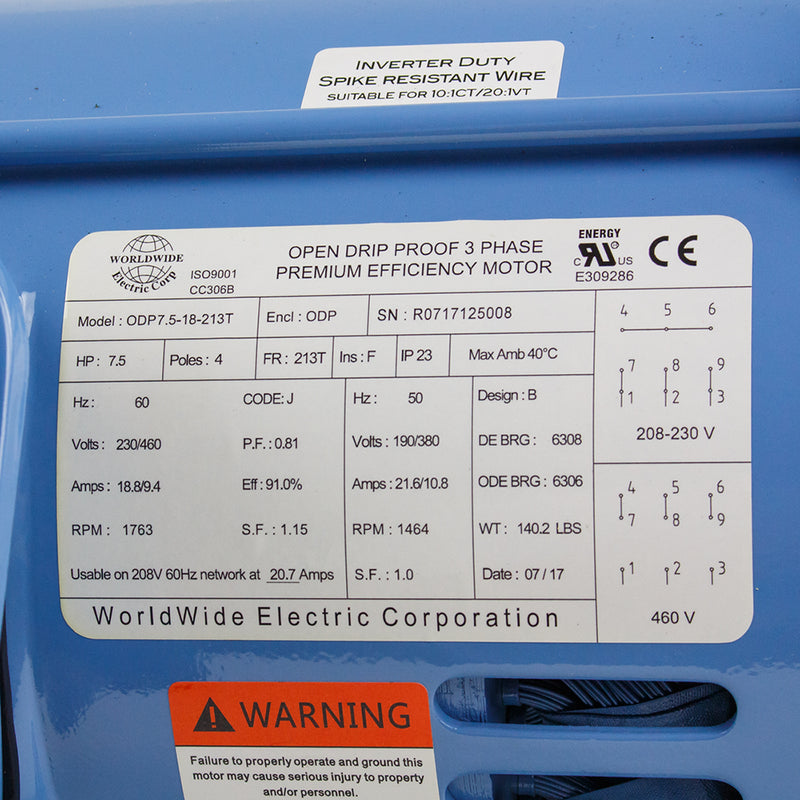 INVERTER DUTY
SPIKE RESISTANT WIRE
SUITABLE FOR 10:1CT/20:1VT
WORLDWIDE
Electric Corp
ISO9001
CC306B
OPEN DRIP PROOF 3 PHASE
PREMIUM EFFICIENCY MOTOR
ENERGY
c UR US
E309286
CE
Model : ODP7.5-18-213T Encl : ODP SN : R0717125008
HP : 7.5 Poles : 4 FR : 213T Ins : F IP 23 Max Amb 40°C
Hz : 60 CODE: J Hz : 50 Design : B
Volts : 230/460 P.F. : 0.81 Volts : 190/380 DE BRG : 6308
Amps : 18.8/9.4 Eff : 91.0% Amps : 21.6/10.8 ODE BRG : 6306
RPM : 1763 S.F. : 1.15 RPM : 1464 WT : 140.2 LBS
Usable on 208V 60Hz network at 20.7 Amps S.F. : 1.0 Date : 07/17
WorldWide Electric Corporation
4 5 6
7 8 9
1 2 3
208-230 V
4 5 6
7 8 9
1 2 3
460 V
WARNING
Failure to properly operate and ground this
motor may cause serious injury to property
and/or personnel.